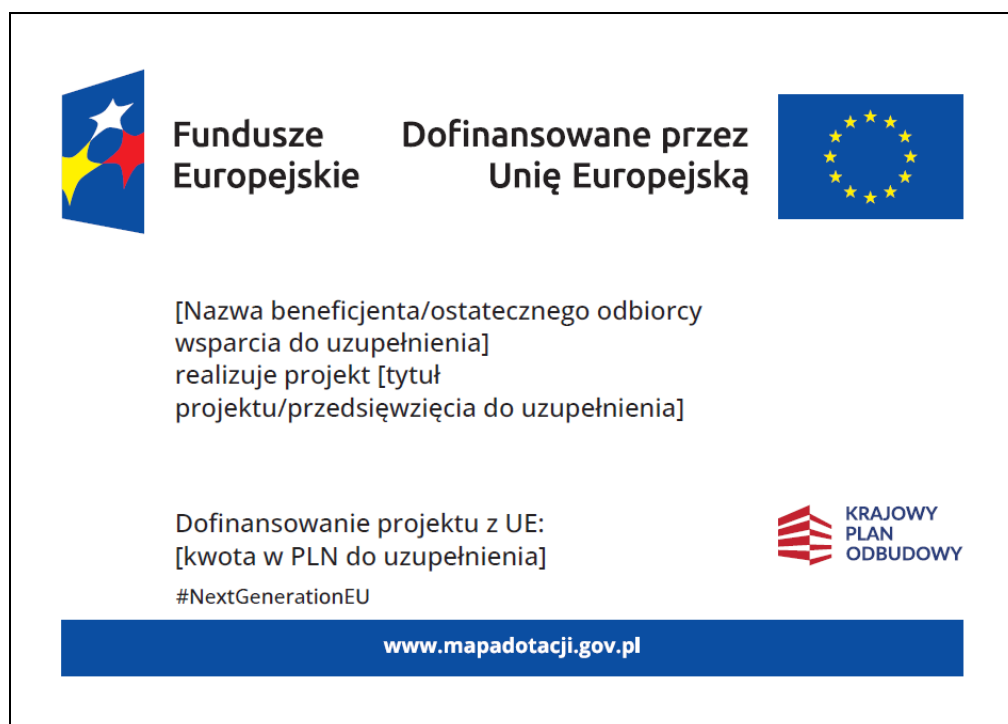 Fundusze
Europejskie
Dofinansowane przez
Unię Europejską
[Nazwa beneficjenta/ostatecznego odbiorcy
wsparcia do uzupełnienia]
realizuje projekt [tytuł
projektu/przedsięwzięcia do uzupełnienia]
Dofinansowanie projektu z UE:
[kwota w PLN do uzupełnienia]
#NextGenerationEU
KRAJOWY
PLAN
ODBUDOWY
www.mapadotacji.gov.pl